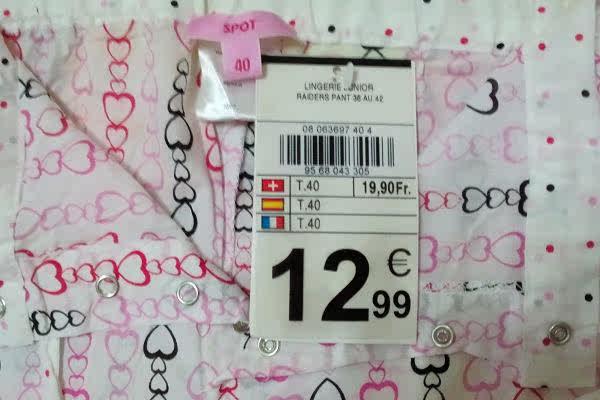 SPOT
40
LINGERIE JUNIOR
RAIDERS PANT 36 AU 42
08 063697 40 4
95 68 043 305
T.40 19,90Fr.
T.40
T.40
12 €99